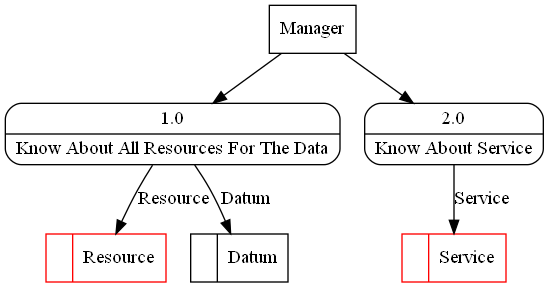 Manager
1.0
Know About All Resources For The Data
2.0
Know About Service
Resource
Datum
Service
Resource
Datum
Service